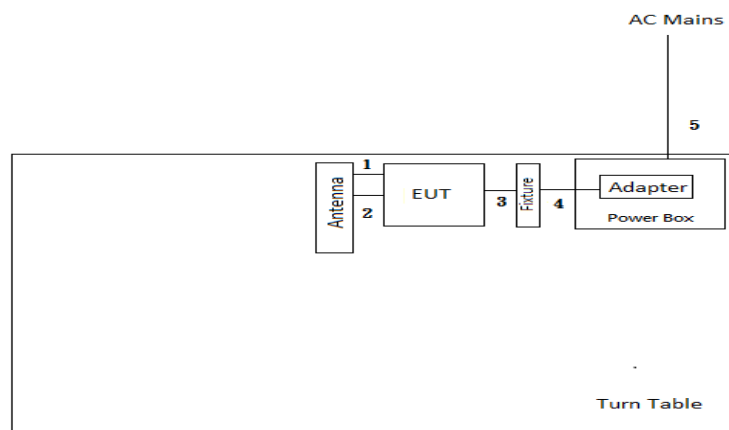 AC Mains
5
1
Antenna
EUT
2
3
Fixture
4
Adapter
Power Box
Turn Table